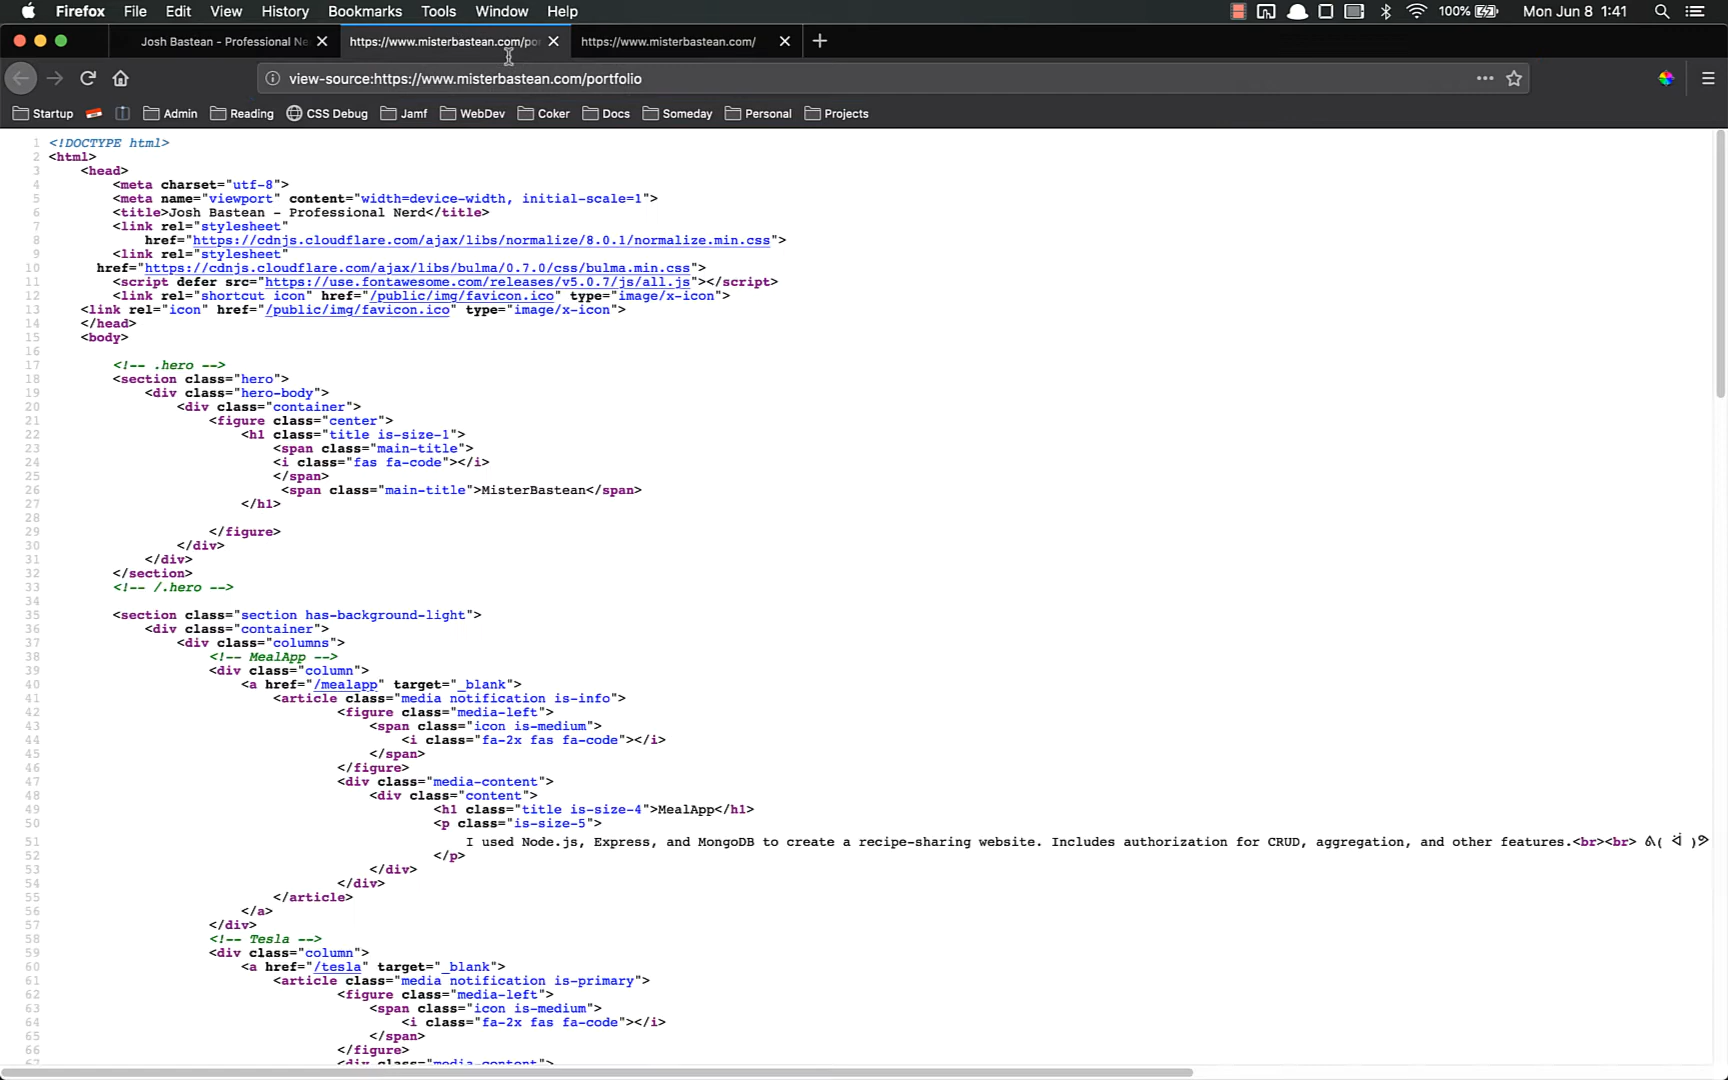 Firefox File Edit View History Bookmarks Tools Window Help 100% Mon Jun 8 1:41
Josh Bastean - Professional Ne https://www.misterbastean.com/por https://www.misterbastean.com/
view-source:https://www.misterbastean.com/portfolio
Startup Admin Reading CSS Debug Jamf WebDev Coker Docs Someday Personal Projects
1 <!DOCTYPE html>
2 <html>
3 <head>
4 <meta charset="utf-8">
5 <meta name="viewport" content="width=device-width, initial-scale=1">
6 <title>Josh Bastean - Professional Nerd</title>
7 <link rel="stylesheet"
8 href="https://cdnjs.cloudflare.com/ajax/libs/normalize/8.0.1/normalize.min.css">
9 <link rel="stylesheet"
10 href="https://cdnjs.cloudflare.com/ajax/libs/bulma/0.7.0/css/bulma.min.css">
11 <script defer src="https://use.fontawesome.com/releases/v5.0.7/js/all.js"></script>
12 <link rel="shortcut icon" href="/public/img/favicon.ico" type="image/x-icon">
13 <link rel="icon" href="/public/img/favicon.ico" type="image/x-icon">
14 </head>
15 <body>
16
17 <!-- .hero -->
18 <section class="hero">
19 <div class="hero-body">
20 <div class="container">
21 <figure class="center">
22 <h1 class="title is-size-1">
23 <span class="main-title">
24 <i class="fas fa-code"></i>
25 </span>
26 <span class="main-title">MisterBastean</span>
27 </h1>
28
29 </figure>
30 </div>
31 </div>
32 </section>
33 <!-- /.hero -->
34
35 <section class="section has-background-light">
36 <div class="container">
37 <div class="columns">
38 <!-- MealApp -->
39 <div class="column">
40 <a href="/mealapp" target="_blank">
41 <article class="media notification is-info">
42 <figure class="media-left">
43 <span class="icon is-medium">
44 <i class="fa-2x fas fa-code"></i>
45 </span>
46 </figure>
47 <div class="media-content">
48 <div class="content">
49 <h1 class="title is-size-4">MealApp</h1>
50 <p class="is-size-5">
51 I used Node.js, Express, and MongoDB to create a recipe-sharing website. Includes authorization for CRUD, aggregation, and other features.<br><br>
52 </p>
53 </div>
54 </div>
55 </article>
56 </a>
57 </div>
58 <!-- Tesla -->
59 <div class="column">
60 <a href="/tesla" target="_blank">
61 <article class="media notification is-primary">
62 <figure class="media-left">
63 <span class="icon is-medium">
64 <i class="fa-2x fas fa-code"></i>
65 </span>
66 </figure>
67 <div class="media-content">